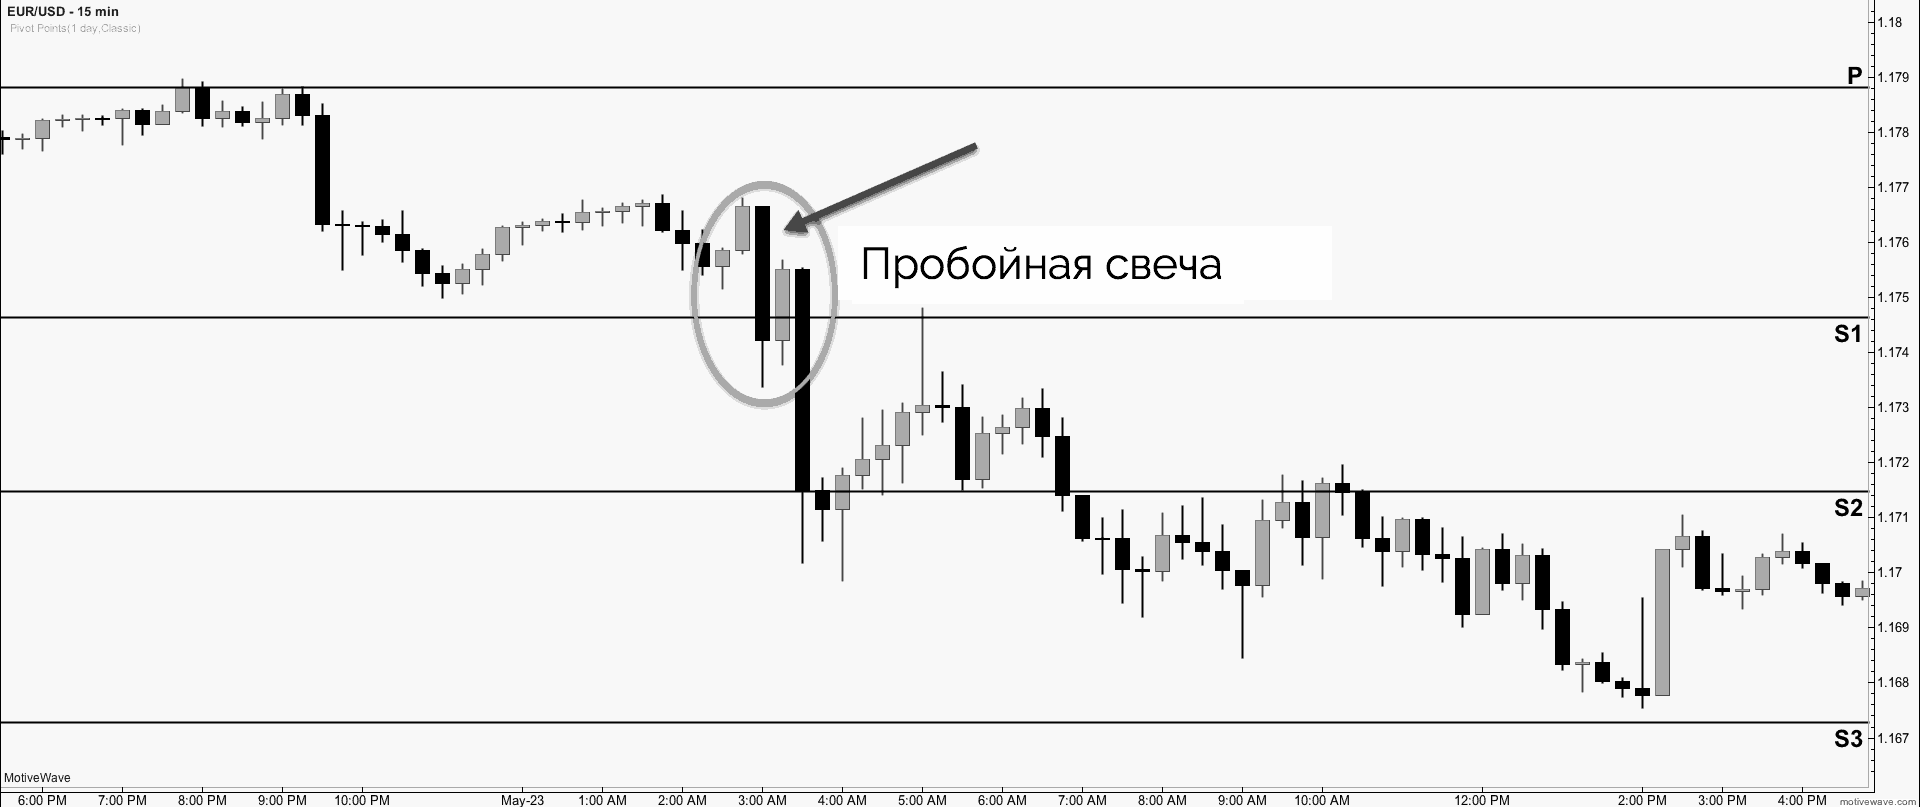 EUR/USD - 15 min
Pivot Points(1 day,Classic)
1.18
P
1.179
1.178
1.177
1.176
Пробойная свеча
1.175
S1
1.174
1.173
1.172
S2
1.171
1.17
1.169
1.168
S3
1.167
MotiveWave
6:00 PM 7:00 PM 8:00 PM 9:00 PM 10:00 PM May-23 1:00 AM 2:00 AM 3:00 AM 4:00 AM 5:00 AM 6:00 AM 7:00 AM 8:00 AM 9:00 AM 10:00 AM 12:00 PM 2:00 PM 3:00 PM 4:00 PM
motivewave.com